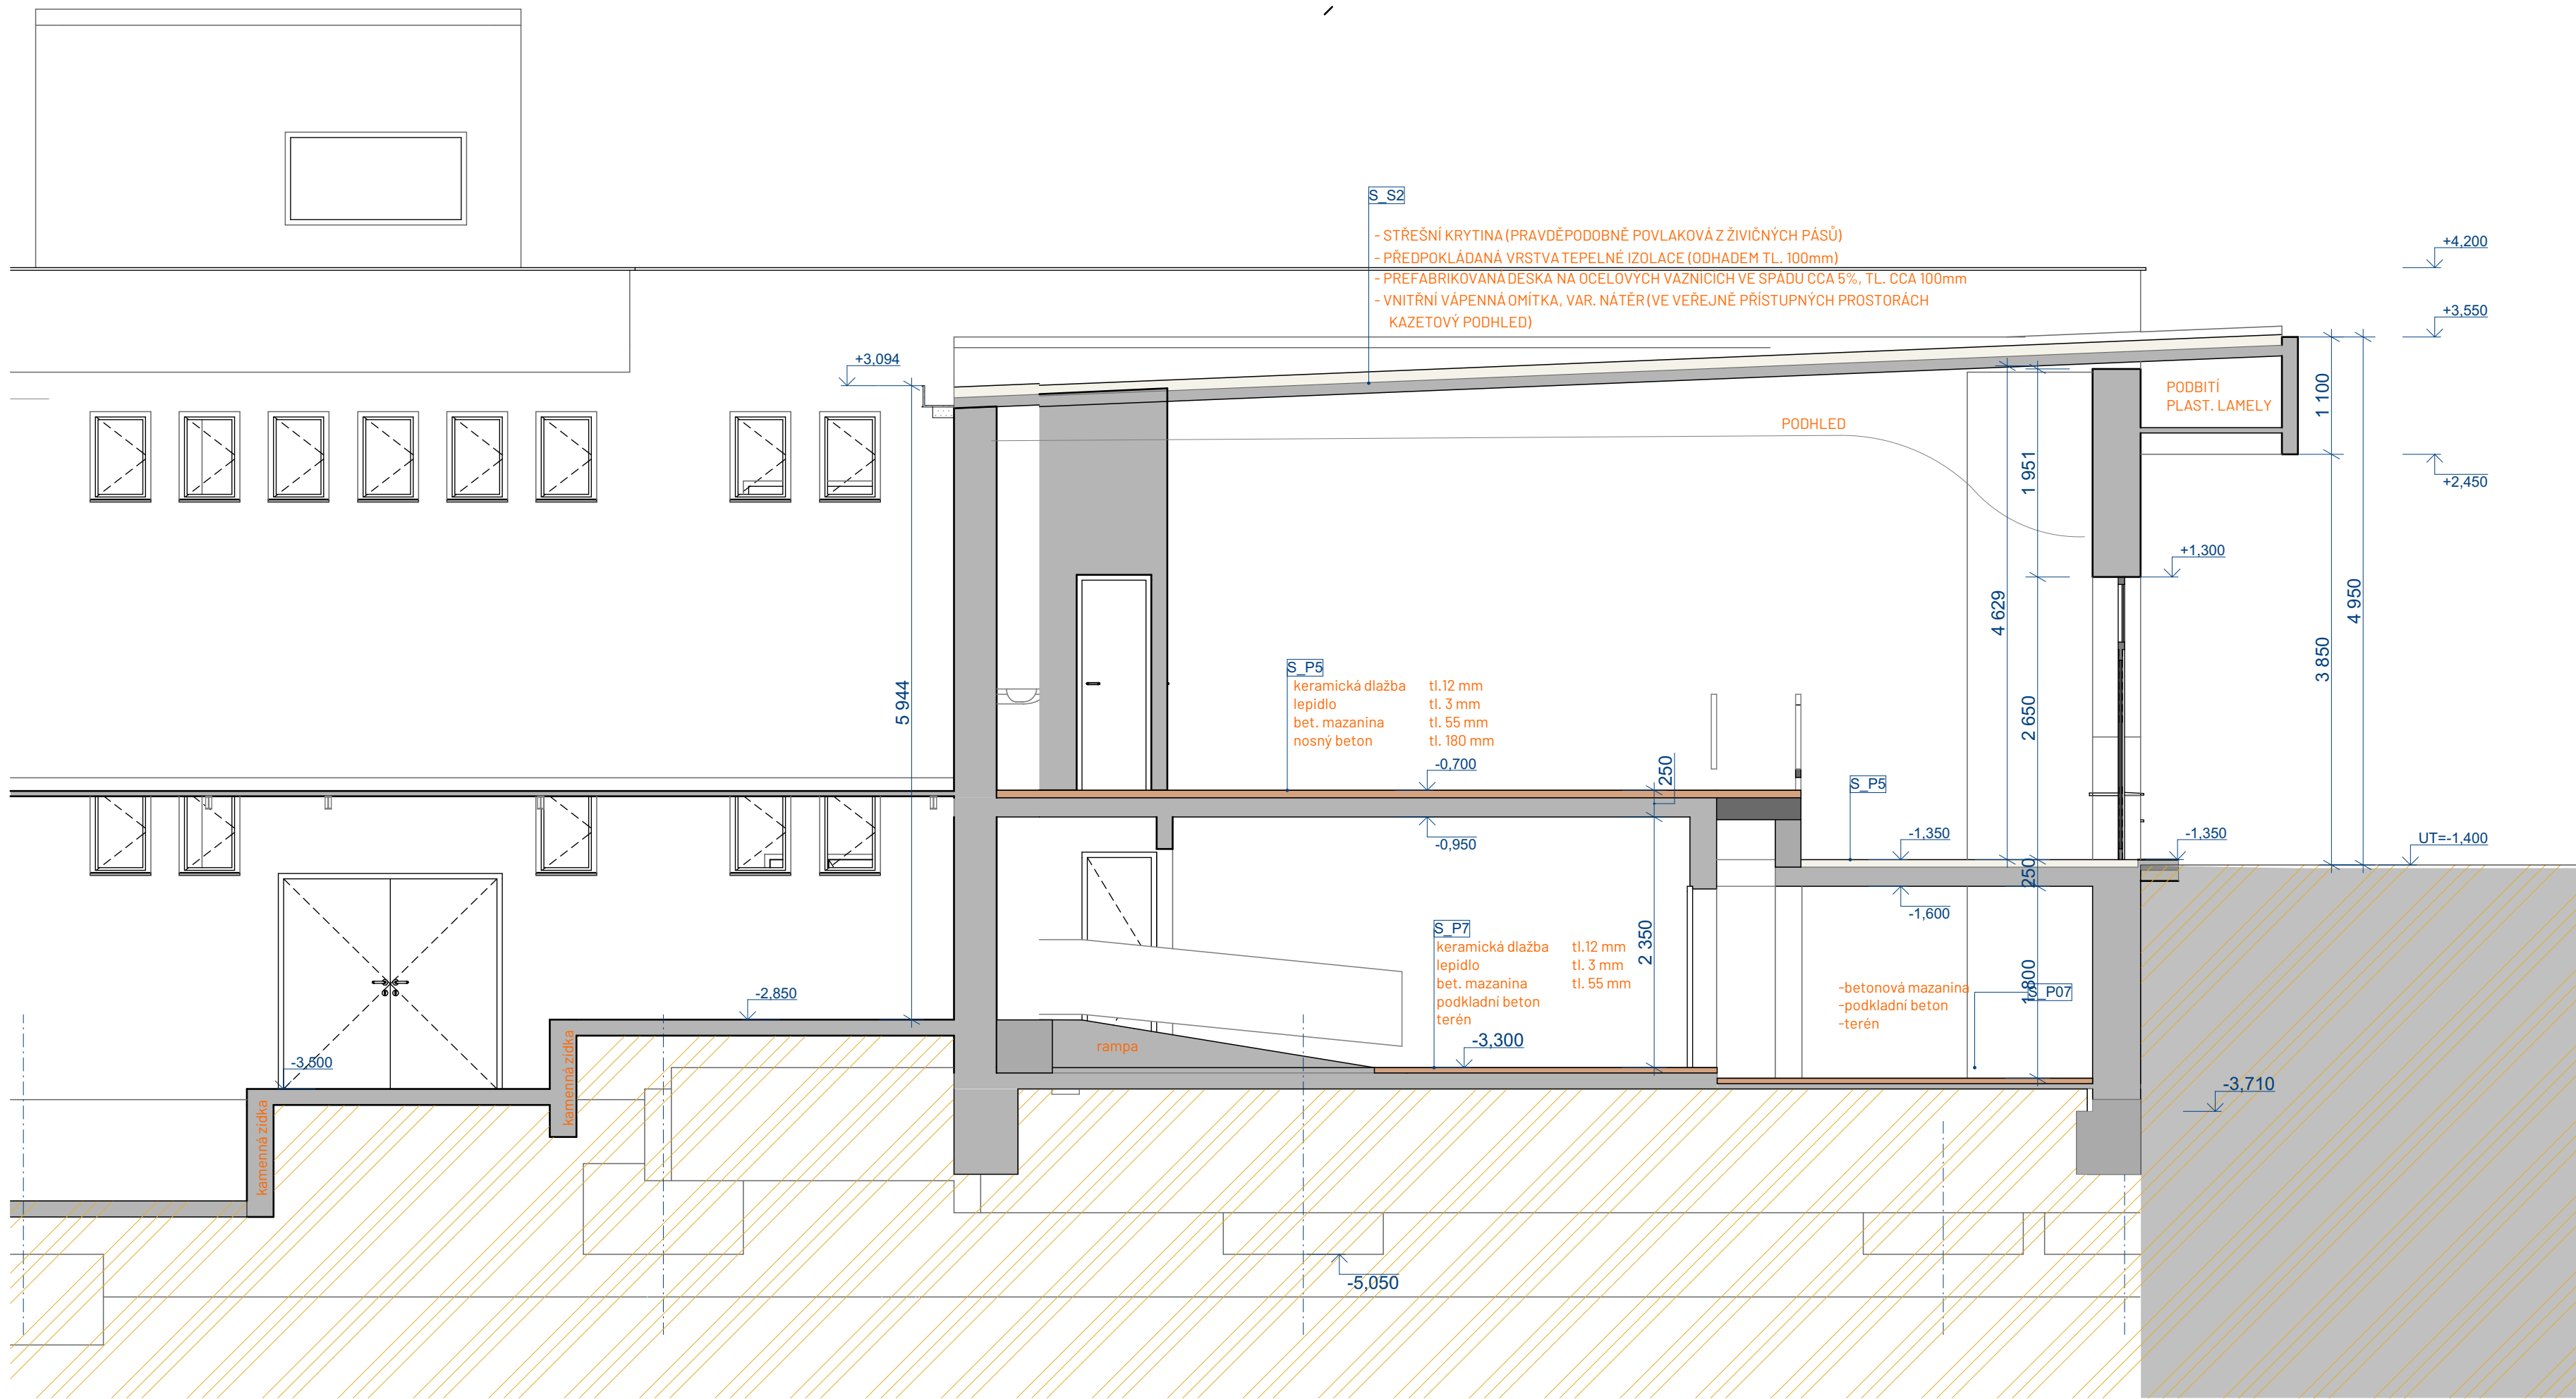 S_S2
- STŘEŠNÍ KRYTINA (PRAVDĚPODOBNĚ POVLAKOVÁ Z ŽIVIČNÝCH PÁSŮ)
- PŘEDPOKLÁDANÁ VRSTVA TEPELNÉ IZOLACE (ODHADEM TL. 100mm)
- PREFABRIKOVANÁ DESKA NA OCELOVÝCH VAZNICÍCH VE SPÁDU CCA 5%, TL. CCA 100mm
- VNITŘNÍ VÁPENNÁ OMÍTKA, VAR. NÁTĚR (VE VEŘEJNĚ PŘÍSTUPNÝCH PROSTORÁCH
KAZETOVÝ PODHLED)
+4,200
+3,550
+3,094
PODBITÍ
PLAST. LAMELY
1 100
PODHLED
1 951
+2,450
+1,300
4 629
4 950
3 850
5 944
2 650
S_P5
keramická dlažba tl.12 mm
lepidlo tl. 3 mm
bet. mazanina tl. 55 mm
nosný beton tl. 180 mm
-0,700
250
S_P5
-0,950
-1,350
-1,350
UT=-1,400
250
-1,600
2 350
S_P7
keramická dlažba tl.12 mm
lepidlo tl. 3 mm
bet. mazanina tl. 55 mm
podkladní beton
terén
-betonová mazanina
-podkladní beton
-terén
1 800
S_P07
-2,850
rampa
-3,300
-3,500
kamenná zídka
kamenná zídka
-3,710
-5,050